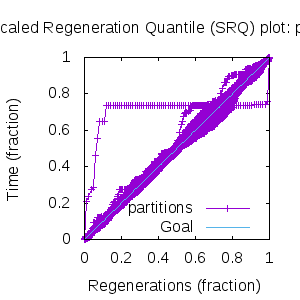 caled Regeneration Quantile (SRQ) plot: p
1
0.8
0.6
0.4
0.2
0
Time (fraction)
partitions
Goal
0 0.2 0.4 0.6 0.8 1
Regenerations (fraction)